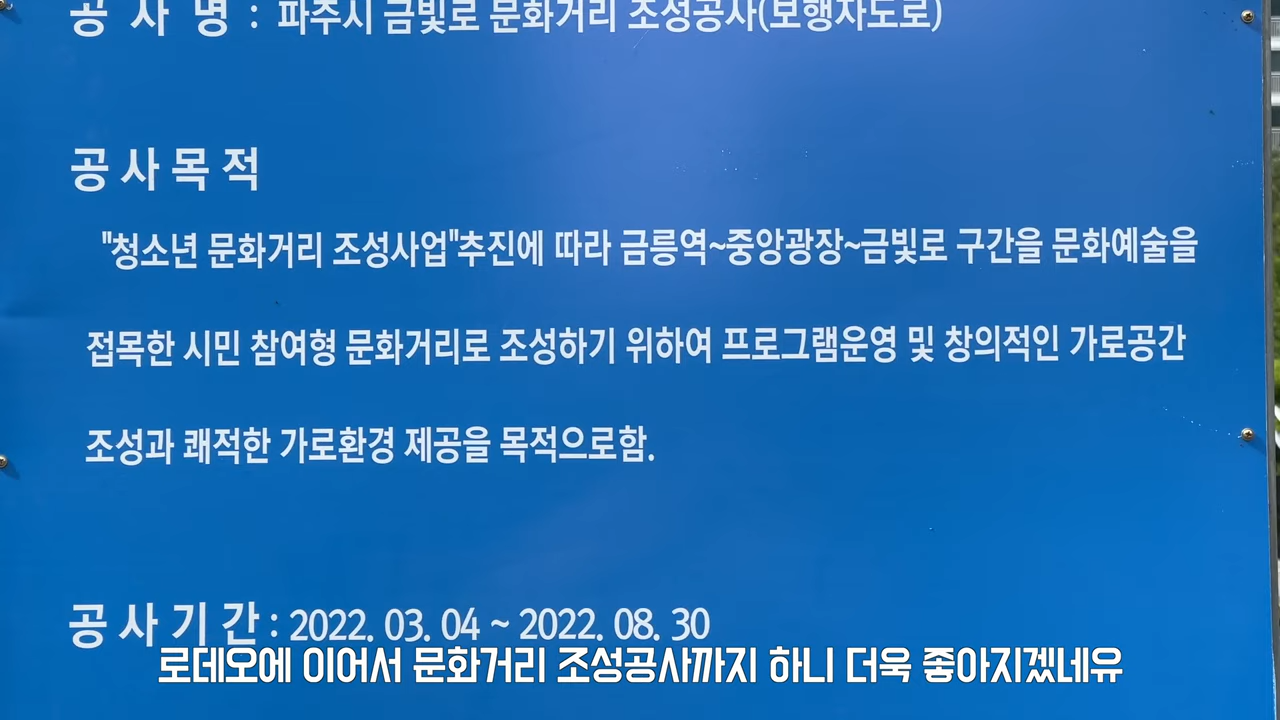 공 사 명 : 파주시 금빛로 문화거리 조성공사(보행자도로)
공 사 목 적
"청소년 문화거리 조성사업"추진에 따라 금릉역~중앙광장~금빛로 구간을 문화예술을
접목한 시민 참여형 문화거리로 조성하기 위하여 프로그램운영 및 창의적인 가로공간
조성과 쾌적한 가로환경 제공을 목적으로함.
공 사 기 간 : 2022. 03. 04 ~ 2022. 08. 30
로데오에 이어서 문화거리 조성공사까지 하니 더욱 좋아지겠네유